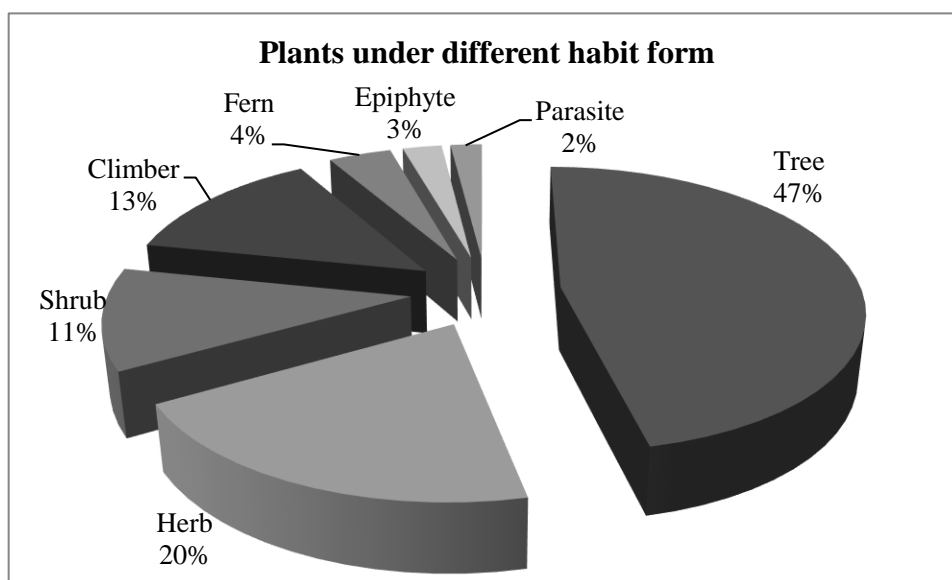 Plants under different habit form
Fern
4%
Epiphyte
3%
Parasite
2%
Tree
47%
Climber
13%
Shrub
11%
Herb
20%